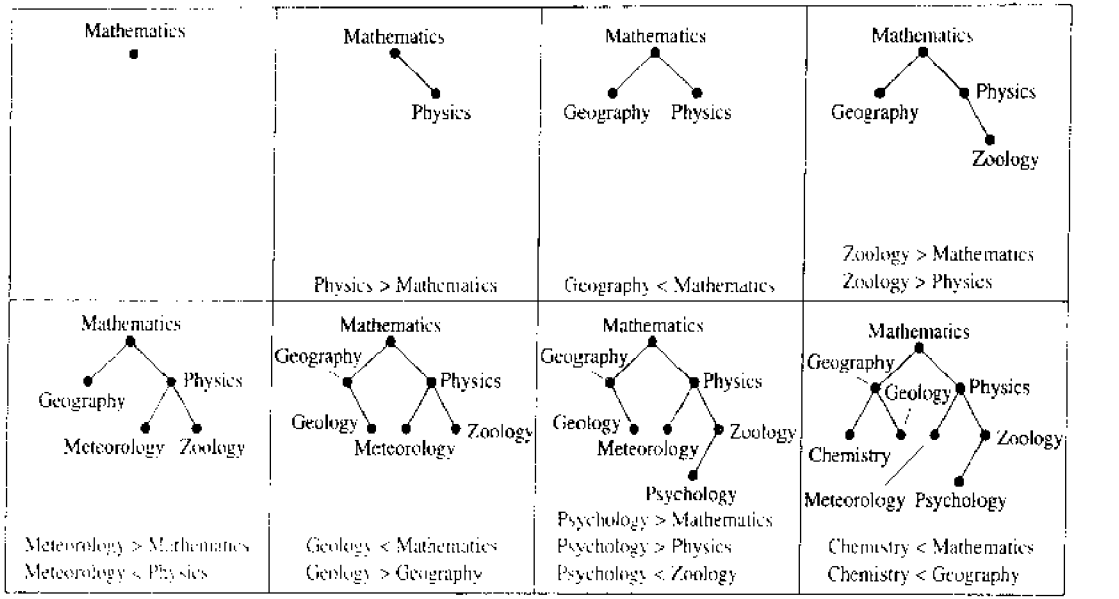 Mathematics
Mathematics
Physics
Physics > Mathematics
Mathematics
Geography Physics
Geography < Mathematics
Mathematics
Physics
Geography
Zoology
Zoology > Mathematics
Zoology > Physics
Mathematics
Physics
Geography
Meteorology Zoology
Meteorology > Mathematics
Meteorology < Physics
Mathematics
Geography
Physics
Geology
Zoology
Meteorology
Geology < Mathematics
Geology > Geography
Mathematics
Geography
Physics
Geology
Zoology
Meteorology
Psychology
Psychology > Mathematics
Psychology > Physics
Psychology < Zoology
Mathematics
Geography
Geology
Physics
Zoology
Chemistry
Meteorology
Psychology
Chemistry < Mathematics
Chemistry < Geography